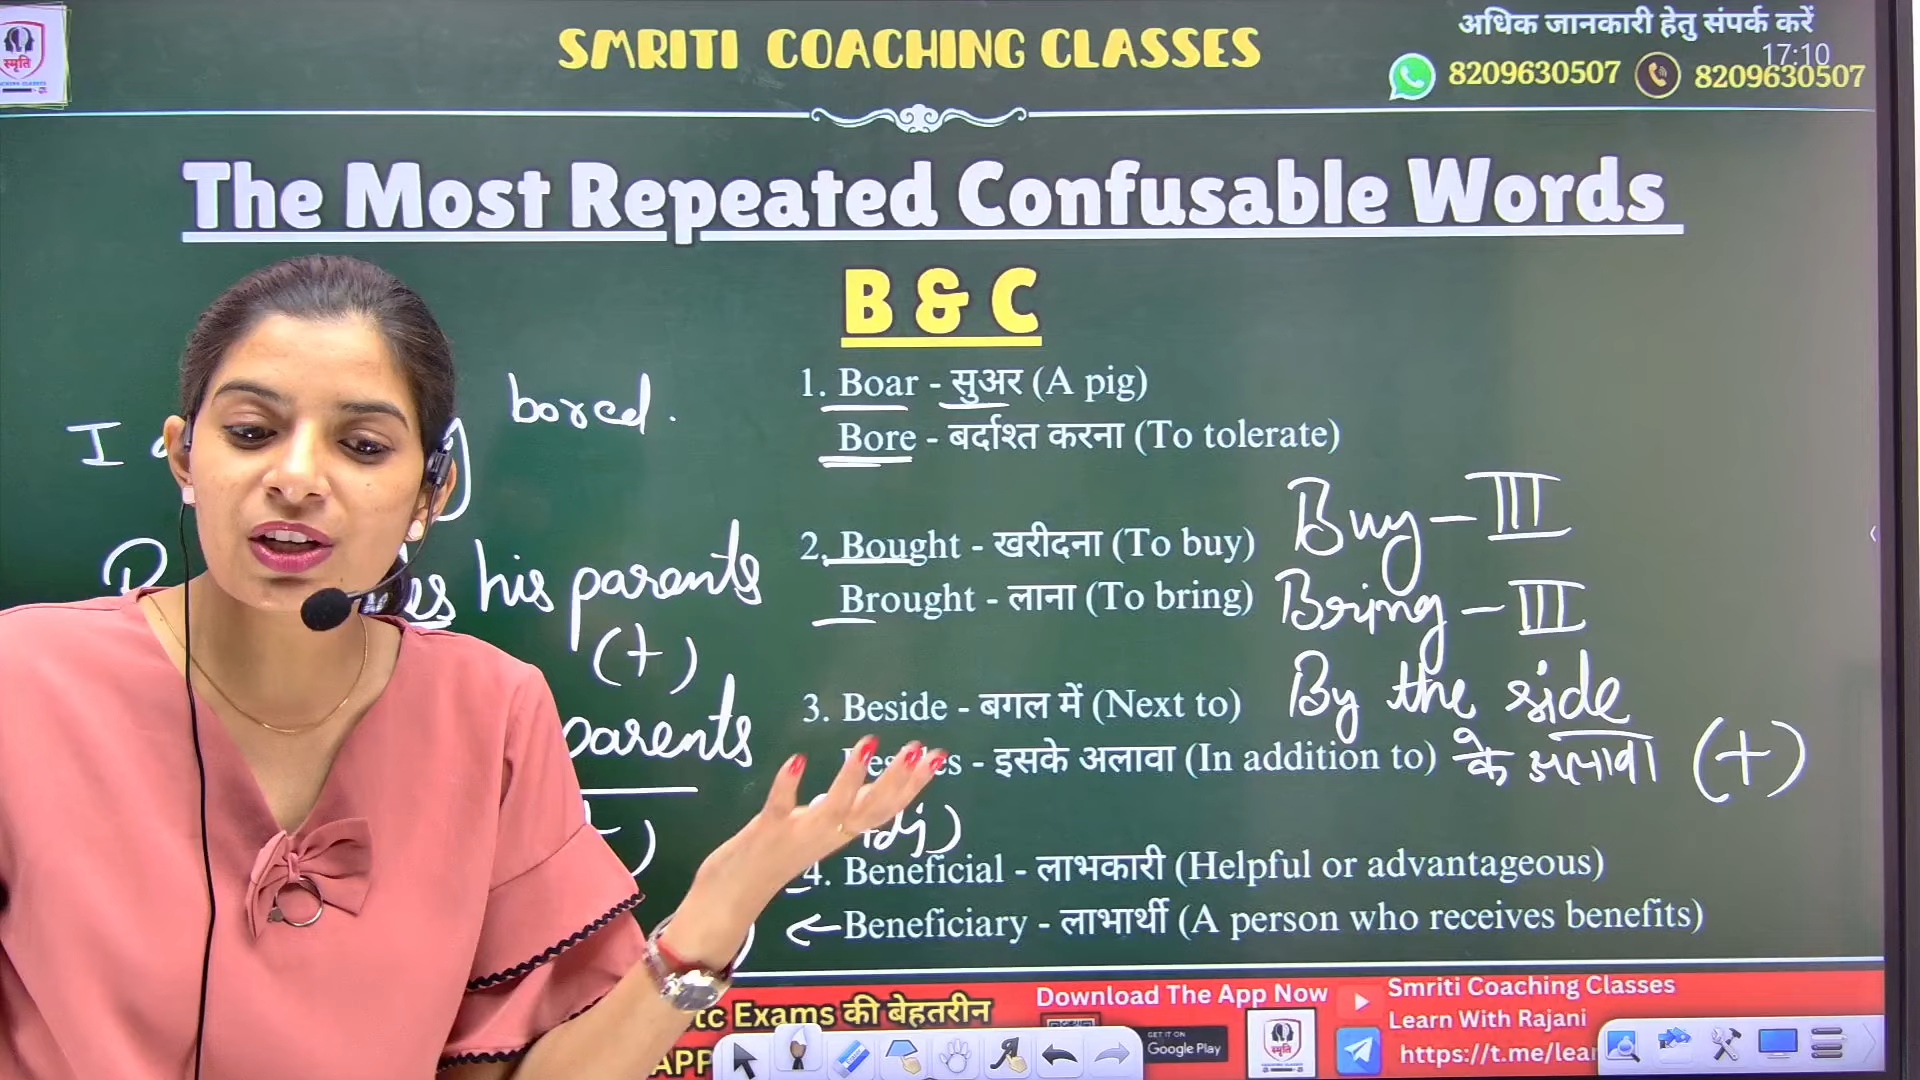 SMRITI COACHING CLASSES
अधिक जानकारी हेतु संपर्क करें
17:10
8209630507 8209630507
स्मृति
The Most Repeated Confusable Words
B & C
1. Boar - सुअर (A pig)
Bore - बर्दाश्त करना (To tolerate)
2. Bought - खरीदना (To buy)
Brought - लाना (To bring)
3. Beside - बगल में (Next to)
- इसके अलावा (In addition to)
4. Beneficial - लाभकारी (Helpful or advantageous)
Beneficiary - लाभार्थी (A person who receives benefits)
I bored.
his parents
(+)
parents
Buy - III
Bring - III
By the side
के अलावा (+)
Exams की बेहतरीन
Download The App Now
GET IT ON
Google Play
स्मृति
Smriti Coaching Classes
Learn With Rajani
https://t.me/lear